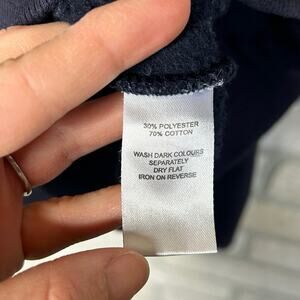 30% POLYESTER
70% COTTON
WASH DARK COLOURS
SEPARATELY
DRY FLAT
IRON ON REVERSE